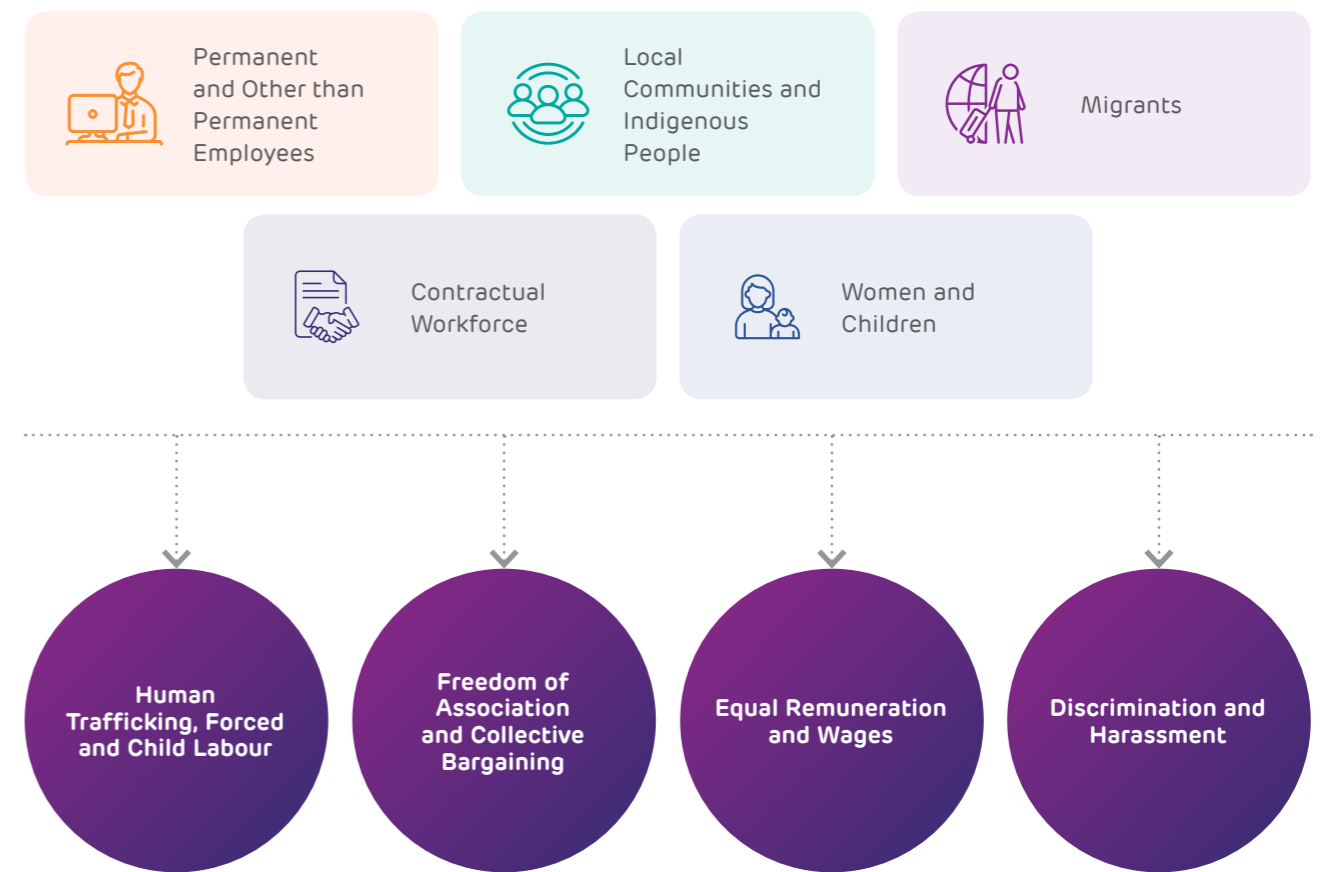 Permanent
and Other than
Permanent
Employees
Local
Communities and
Indigenous
People
Migrants
Contractual
Workforce
Women and
Children
Human
Trafficking, Forced
and Child Labour
Freedom of
Association
and Collective
Bargaining
Equal Remuneration
and Wages
Discrimination and
Harassment